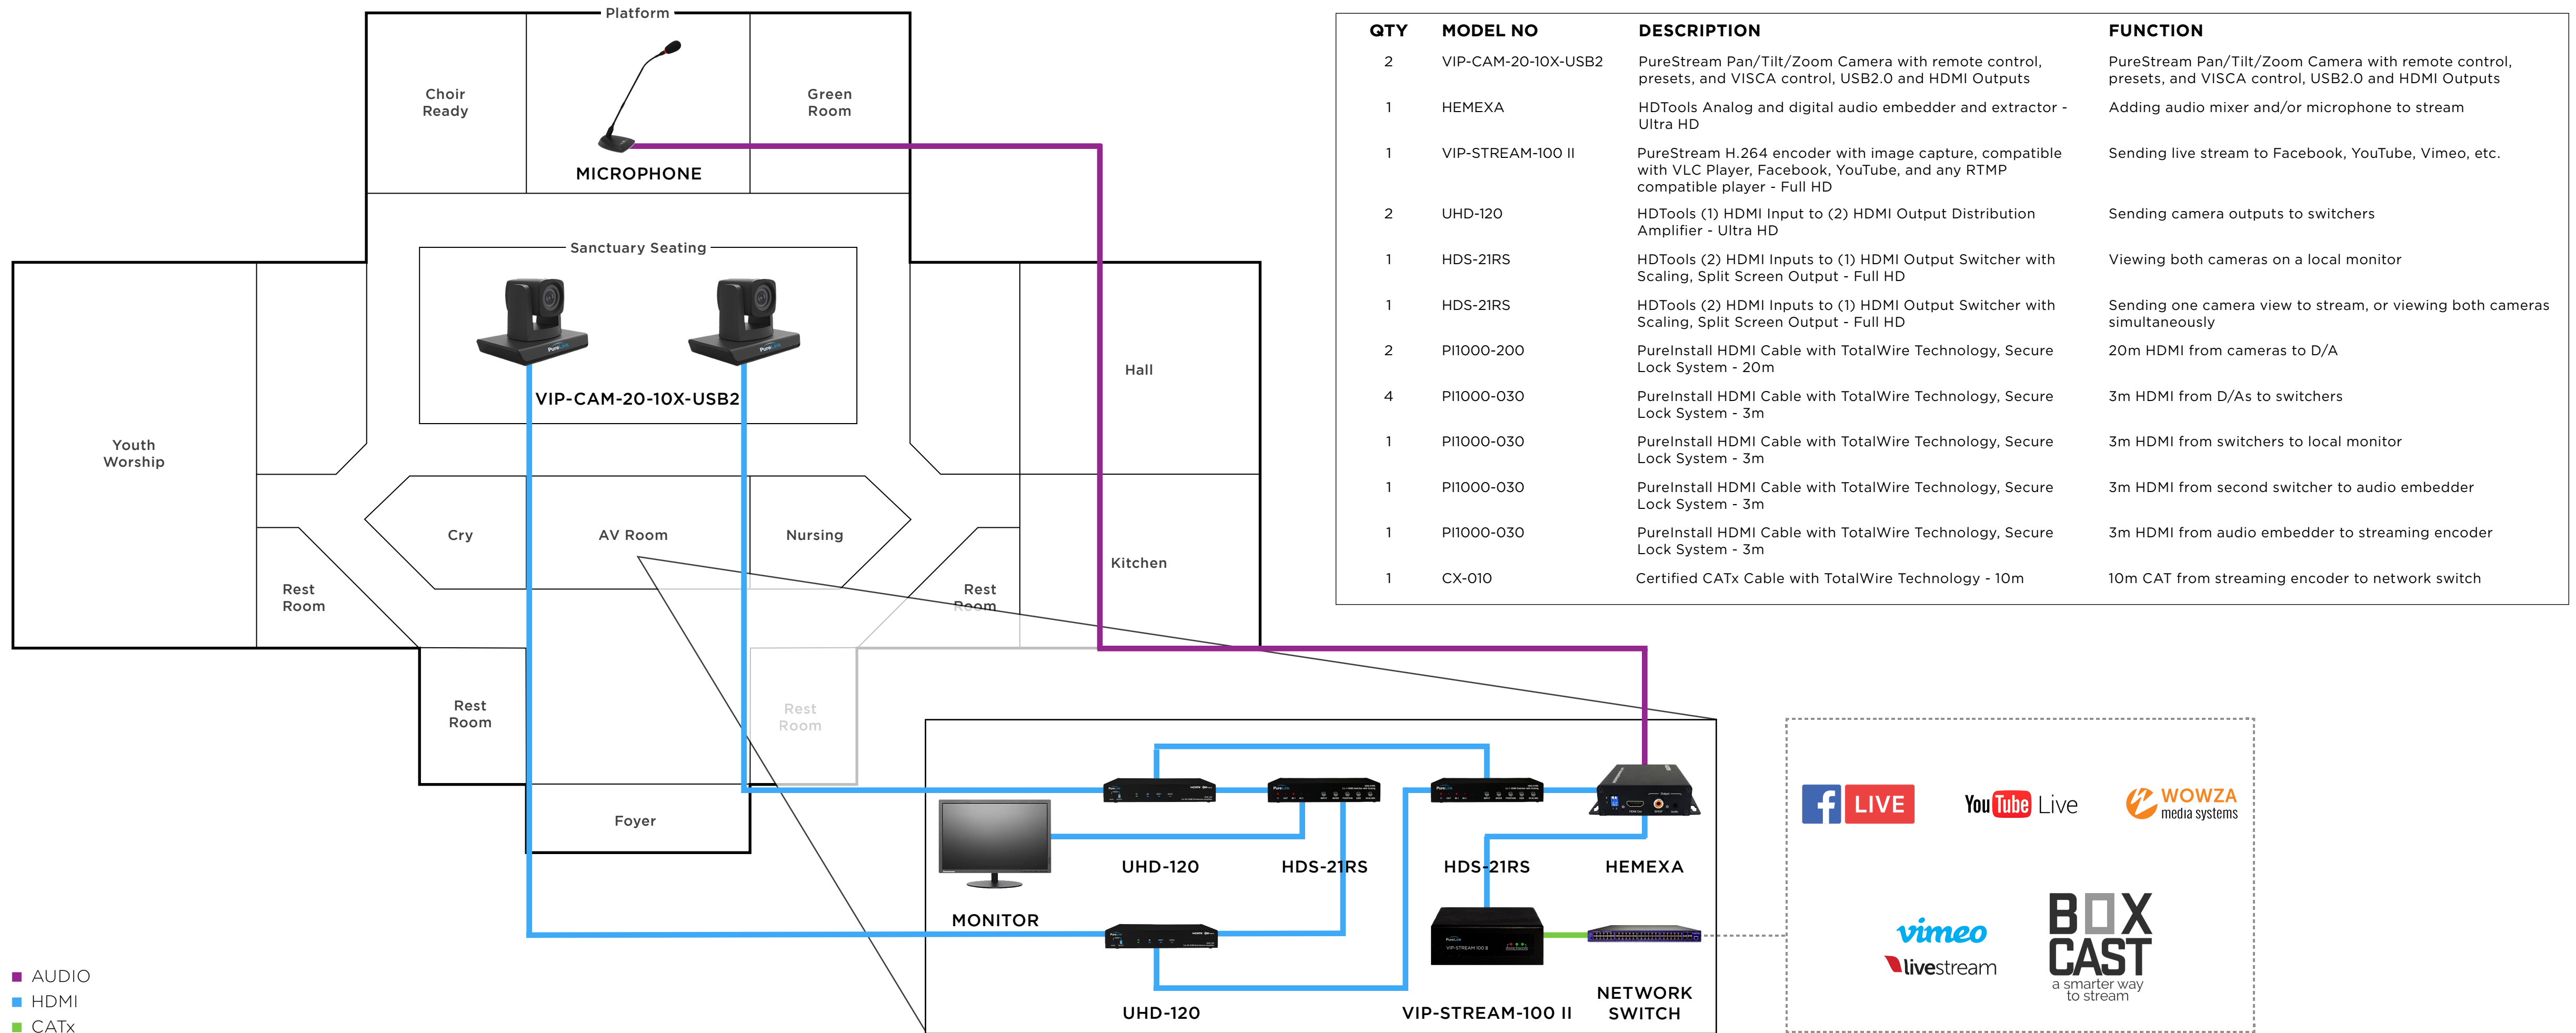 Platform
Choir
Ready
Green
Room
MICROPHONE
Sanctuary Seating
PureLink
PureLink
VIP-CAM-20-10X-USB2
Youth
Worship
Hall
Cry
AV Room
Nursing
Kitchen
Rest
Room
Rest
Room
Rest
Room
Rest
Room
Foyer
QTY MODEL NO DESCRIPTION FUNCTION
2 VIP-CAM-20-10X-USB2 PureStream Pan/Tilt/Zoom Camera with remote control, PureStream Pan/Tilt/Zoom Camera with remote control,
presets, and VISCA control, USB2.0 and HDMI Outputs presets, and VISCA control, USB2.0 and HDMI Outputs
1 HEMEXA HDTools Analog and digital audio embedder and extractor - Adding audio mixer and/or microphone to stream
Ultra HD
1 VIP-STREAM-100 II PureStream H.264 encoder with image capture, compatible Sending live stream to Facebook, YouTube, Vimeo, etc.
with VLC Player, Facebook, YouTube, and any RTMP
compatible player - Full HD
2 UHD-120 HDTools (1) HDMI Input to (2) HDMI Output Distribution Sending camera outputs to switchers
Amplifier - Ultra HD
1 HDS-21RS HDTools (2) HDMI Inputs to (1) HDMI Output Switcher with Viewing both cameras on a local monitor
Scaling, Split Screen Output - Full HD
1 HDS-21RS HDTools (2) HDMI Inputs to (1) HDMI Output Switcher with Sending one camera view to stream, or viewing both cameras
Scaling, Split Screen Output - Full HD simultaneously
2 PI1000-200 PureInstall HDMI Cable with TotalWire Technology, Secure 20m HDMI from cameras to D/A
Lock System - 20m
4 PI1000-030 PureInstall HDMI Cable with TotalWire Technology, Secure 3m HDMI from D/As to switchers
Lock System - 3m
1 PI1000-030 PureInstall HDMI Cable with TotalWire Technology, Secure 3m HDMI from switchers to local monitor
Lock System - 3m
1 PI1000-030 PureInstall HDMI Cable with TotalWire Technology, Secure 3m HDMI from second switcher to audio embedder
Lock System - 3m
1 PI1000-030 PureInstall HDMI Cable with TotalWire Technology, Secure 3m HDMI from audio embedder to streaming encoder
Lock System - 3m
1 CX-010 Certified CATx Cable with TotalWire Technology - 10m 10m CAT from streaming encoder to network switch
UHD-120
HDS-21RS
HDS-21RS
HEMEXA
MONITOR
PureLink
VIP-STREAM 100 II
UHD-120
VIP-STREAM-100 II
NETWORK
SWITCH
f LIVE
YouTube Live
WOWZA
media systems
vimeo
livestream
BOX
CAST
a smarter way
to stream
AUDIO
HDMI
CATx